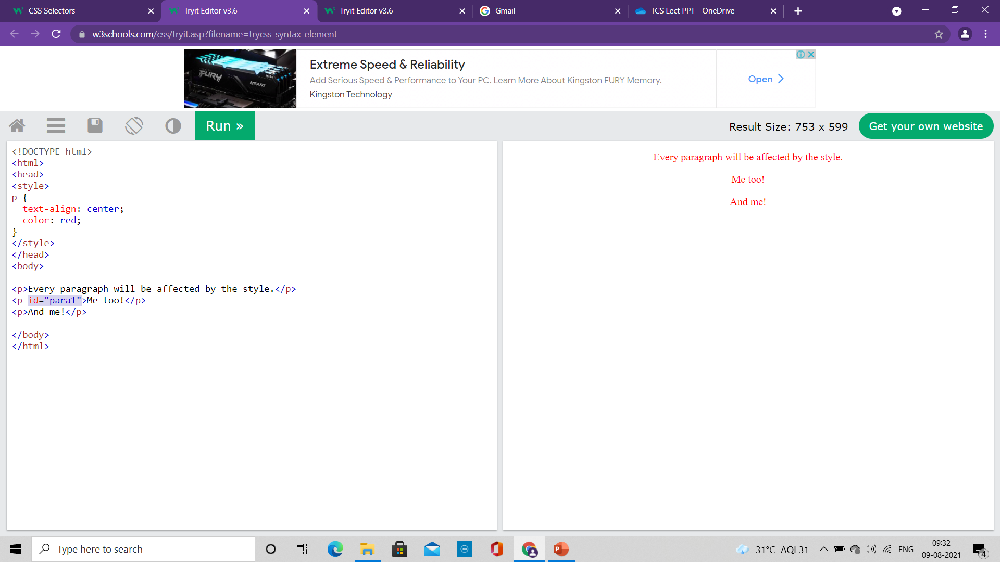 CSS Selectors
Tryit Editor v3.6
Tryit Editor v3.6
Gmail
TCS Lect PPT - OneDrive
w3schools.com/css/tryit.asp?filename=trycss_syntax_element
FURY
BEAST
Extreme Speed & Reliability
Add Serious Speed & Performance to Your PC. Learn More About Kingston FURY Memory.
Kingston Technology
Open
Run »
Result Size: 753 x 599
Get your own website
<!DOCTYPE html>
<html>
<head>
<style>
p {
  text-align: center;
  color: red;
}
</style>
</head>
<body>

<p>Every paragraph will be affected by the style.</p>
<p id="para1">Me too!</p>
<p>And me!</p>

</body>
</html>
Every paragraph will be affected by the style.
Me too!
And me!
Type here to search
DELL
P
31°C AQI 31
ENG
09:32
09-08-2021
4